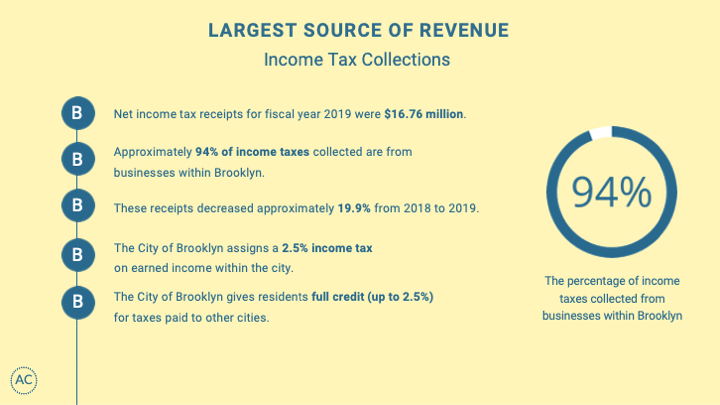 LARGEST SOURCE OF REVENUE
Income Tax Collections
B
Net income tax receipts for fiscal year 2019 were $16.76 million.
B
Approximately 94% of income taxes collected are from
businesses within Brooklyn.
B
These receipts decreased approximately 19.9% from 2018 to 2019.
B
The City of Brooklyn assigns a 2.5% income tax
on earned income within the city.
B
The City of Brooklyn gives residents full credit (up to 2.5%)
for taxes paid to other cities.
94%
The percentage of income
taxes collected from
businesses within Brooklyn
AC